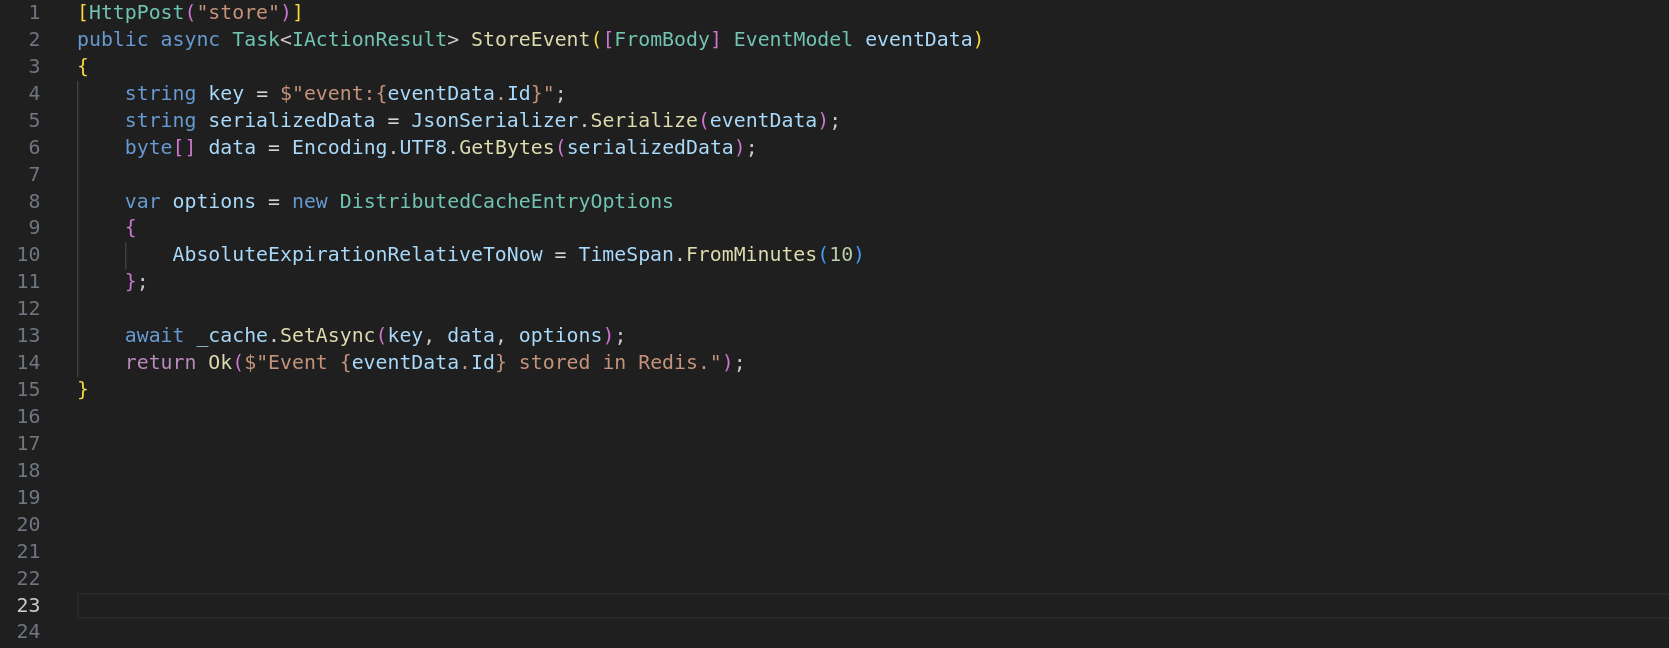 1 [HttpPost("store")]
2 public async Task<IActionResult> StoreEvent([FromBody] EventModel eventData)
3 {
4     string key = $"event:{eventData.Id}";
5     string serializedData = JsonSerializer.Serialize(eventData);
6     byte[] data = Encoding.UTF8.GetBytes(serializedData);
7
8     var options = new DistributedCacheEntryOptions
9     {
10         AbsoluteExpirationRelativeToNow = TimeSpan.FromMinutes(10)
11     };
12
13     await _cache.SetAsync(key, data, options);
14     return Ok($"Event {eventData.Id} stored in Redis.");
15 }
16
17
18
19
20
21
22
23
24